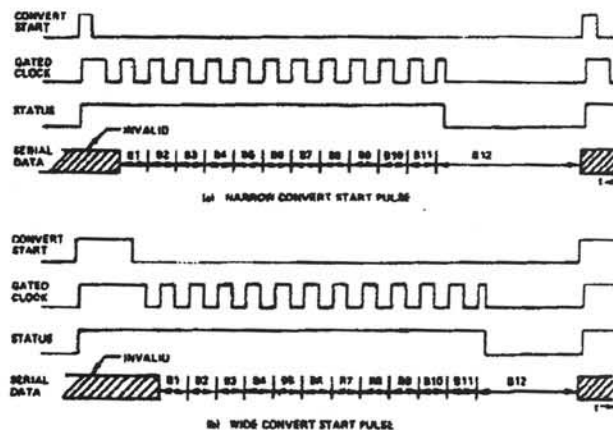 CONVERT
START
GATED
CLOCK
STATUS
INVALID
SERIAL
DATA
B1 B2 B3 B4 B5 B6 B7 B8 B9 B10 B11 B12
(a) NARROW CONVERT START PULSE
CONVERT
START
GATED
CLOCK
STATUS
INVALID
SERIAL
DATA
B1 B2 B3 B4 B5 B6 B7 B8 B9 B10 B11 B12
(b) WIDE CONVERT START PULSE